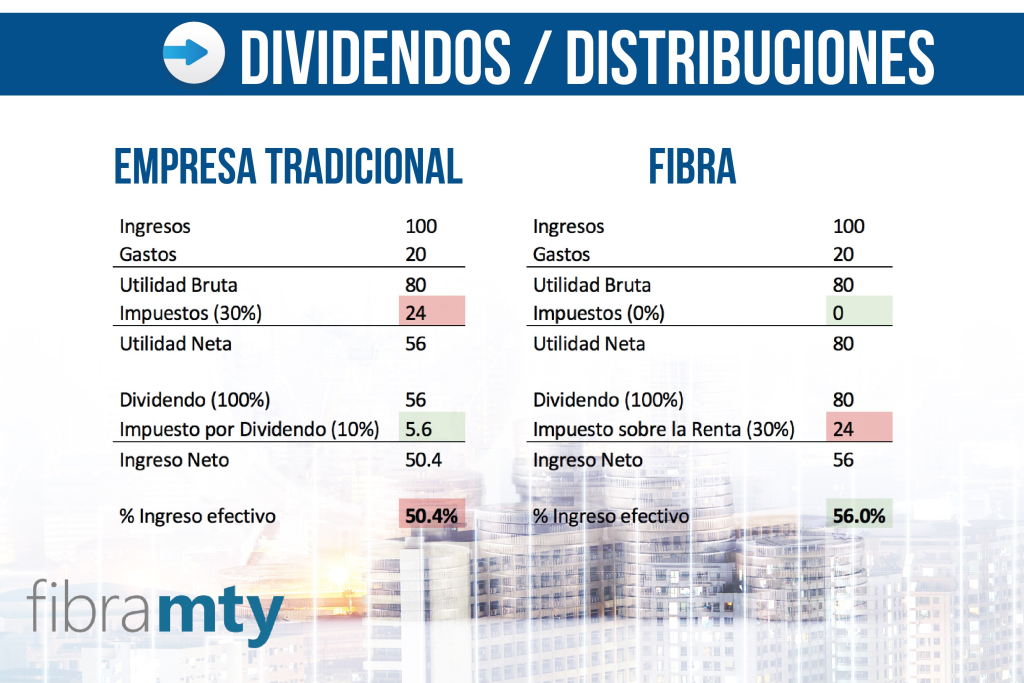 DIVIDENDOS / DISTRIBUCIONES
EMPRESA TRADICIONAL
Ingresos 100
Gastos 20
Utilidad Bruta 80
Impuestos (30%) 24
Utilidad Neta 56
Dividendo (100%) 56
Impuesto por Dividendo (10%) 5.6
Ingreso Neto 50.4
% Ingreso efectivo 50.4%
FIBRA
Ingresos 100
Gastos 20
Utilidad Bruta 80
Impuestos (0%) 0
Utilidad Neta 80
Dividendo (100%) 80
Impuesto sobre la Renta (30%) 24
Ingreso Neto 56
% Ingreso efectivo 56.0%
fibramty